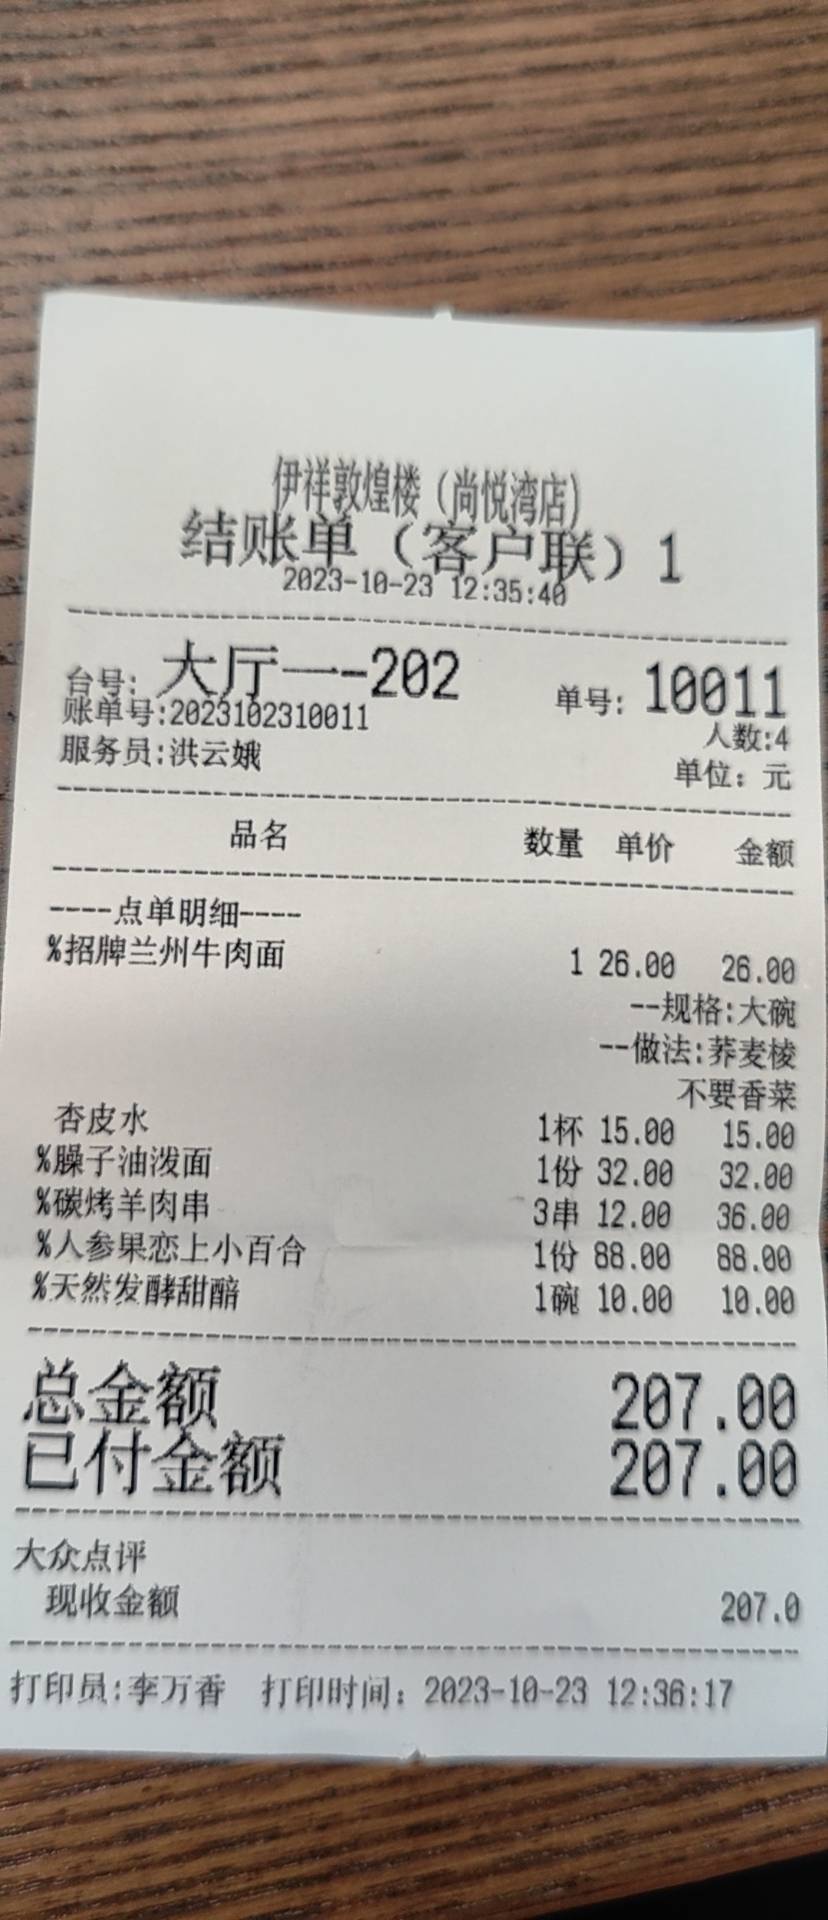 伊祥敦煌楼（尚悦湾店）
结账单（客户联）1
2023-10-23 12:35:40
台号: 大厅一-202 单号: 10011
账单号:2023102310011 人数:4
服务员:洪云娥 单位: 元
品名 数量 单价 金额
----点单明细----
%招牌兰州牛肉面 1 26.00 26.00
--规格:大碗
--做法:荞麦棱
不要香菜
杏皮水 1杯 15.00 15.00
%臊子油泼面 1份 32.00 32.00
%碳烤羊肉串 3串 12.00 36.00
%人参果恋上小百合 1份 88.00 88.00
%天然发酵甜醅 1碗 10.00 10.00
总金额 207.00
已付金额 207.00
大众点评
现收金额 207.0
打印员:李万香 打印时间: 2023-10-23 12:36:17